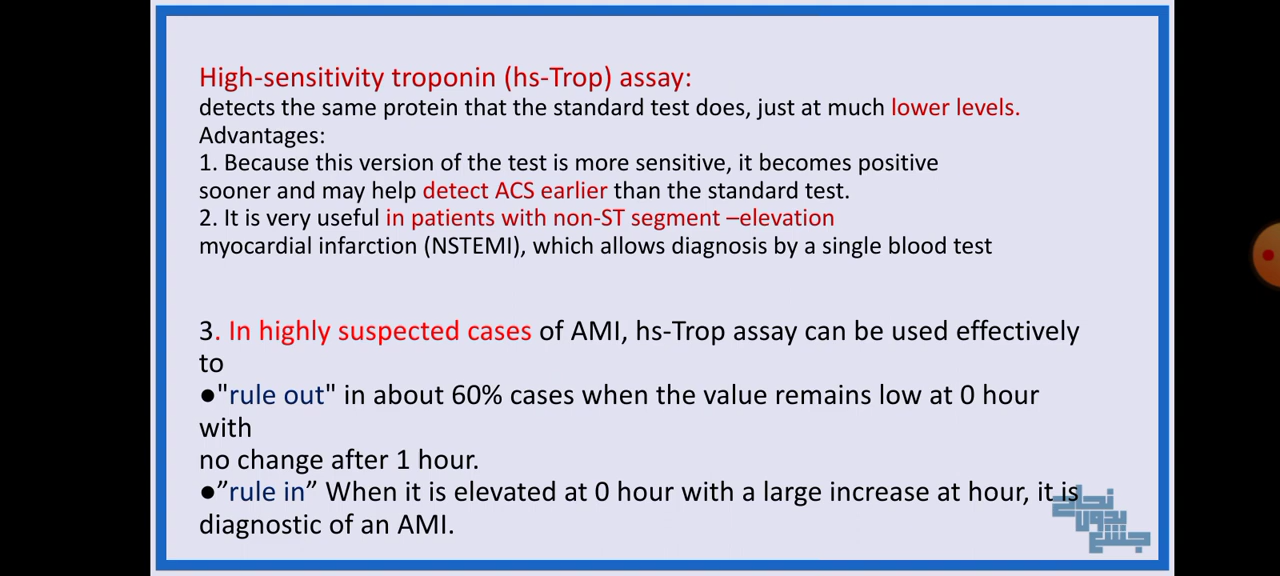 High-sensitivity troponin (hs-Trop) assay:
detects the same protein that the standard test does, just at much lower levels.
Advantages:
1. Because this version of the test is more sensitive, it becomes positive
sooner and may help detect ACS earlier than the standard test.
2. It is very useful in patients with non-ST segment –elevation
myocardial infarction (NSTEMI), which allows diagnosis by a single blood test
3. In highly suspected cases of AMI, hs-Trop assay can be used effectively
to
●"rule out" in about 60% cases when the value remains low at 0 hour
with
no change after 1 hour.
●”rule in” When it is elevated at 0 hour with a large increase at hour, it is
diagnostic of an AMI.
نجاح
بدون
جشع